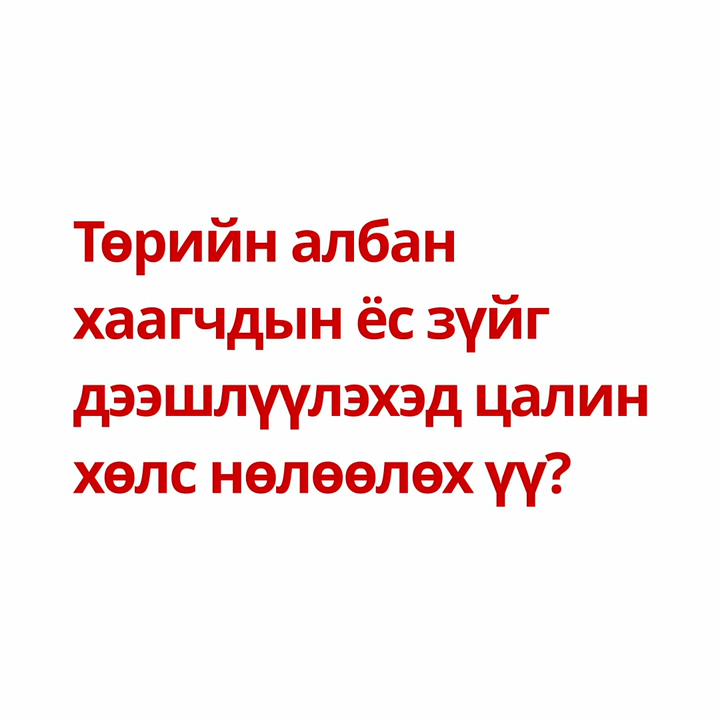 Төрийн албан
хаагчдын ёс зүйг
дээшлүүлэхэд цалин
хөлс нөлөөлөх үү?